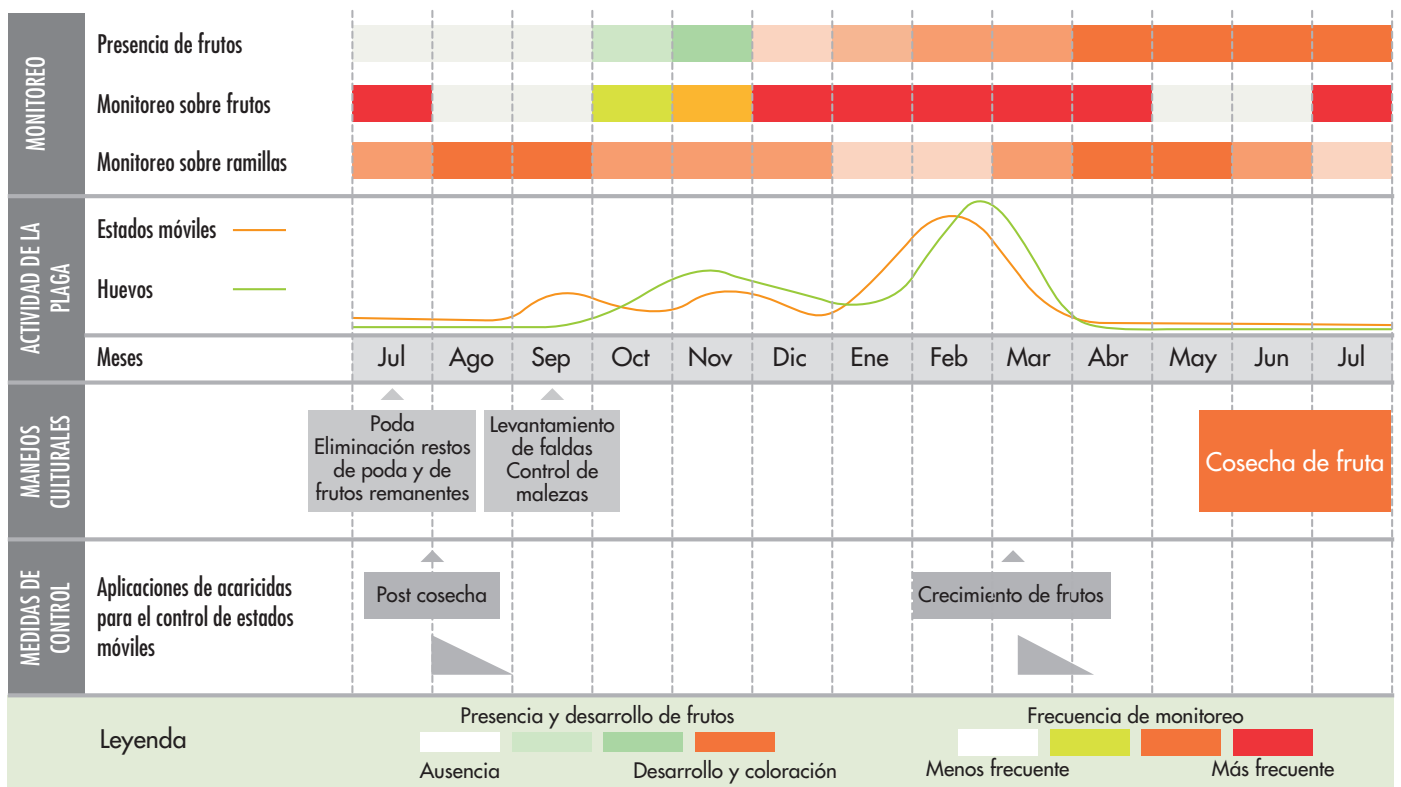 MONITOREO
Presencia de frutos
Monitoreo sobre frutos
Monitoreo sobre ramillas
ACTIVIDAD DE LA
PLAGA
Estados móviles
Huevos
Meses
Jul Ago Sep Oct Nov Dic Ene Feb Mar Abr May Jun Jul
MANEJOS
CULTURALES
Poda
Eliminación restos
de poda y de
frutos remanentes
Levantamiento
de faldas
Control de
malezas
Cosecha de fruta
MEDIDAS DE
CONTROL
Aplicaciones de acaricidas
para el control de estados
móviles
Post cosecha
Crecimiento de frutos
Leyenda
Presencia y desarrollo de frutos
Ausencia
Desarrollo y coloración
Frecuencia de monitoreo
Menos frecuente
Más frecuente